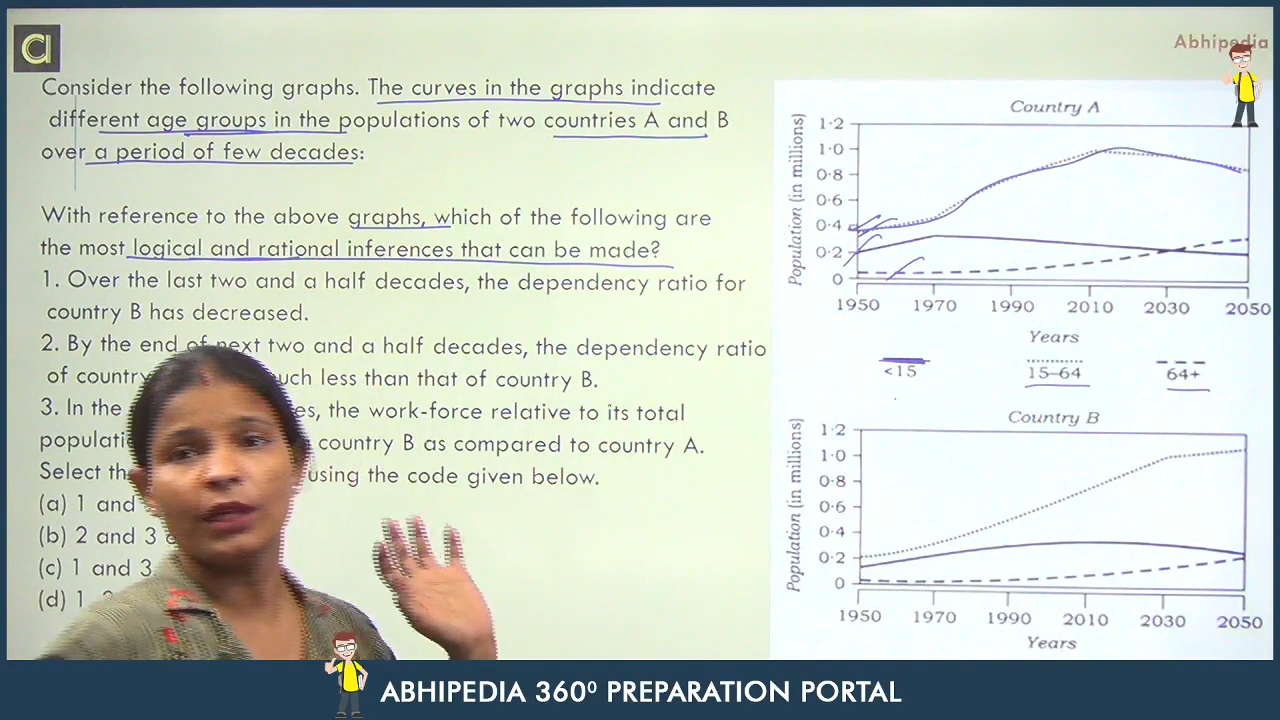 Abhipedia
Consider the following graphs. The curves in the graphs indicate
different age groups in the populations of two countries A and B
over a period of few decades:
With reference to the above graphs, which of the following are
the most logical and rational inferences that can be made?
1. Over the last two and a half decades, the dependency ratio for
country B has decreased.
2. By the end of next two and a half decades, the dependency ratio
of country much less than that of country B.
3. In the the work-force relative to its total
country B as compared to country A.
Select using the code given below.
(a) 1 and
(b) 2 and 3
(c) 1 and 3
(d) 1,
Country A
Population (in millions)
1·2
1·0
0·8
0·6
0·4
0·2
0
1950 1970 1990 2010 2030 2050
Years
<15 15–64 64+
Country B
Population (in millions)
1·2
1·0
0·8
0·6
0·4
0·2
0
1950 1970 1990 2010 2030 2050
Years
ABHIPEDIA 360⁰ PREPARATION PORTAL